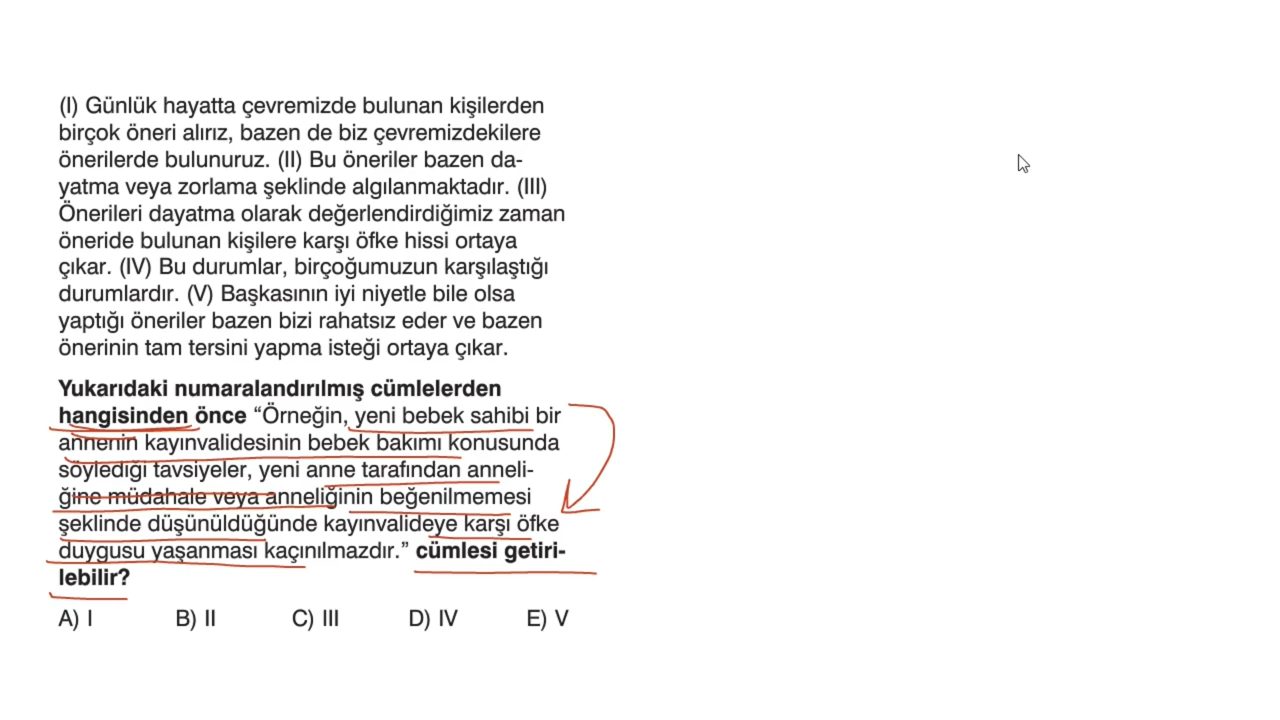 (I) Günlük hayatta çevremizde bulunan kişilerden
birçok öneri alırız, bazen de biz çevremizdekilere
önerilerde bulunuruz. (II) Bu öneriler bazen da-
yatma veya zorlama şeklinde algılanmaktadır. (III)
Önerileri dayatma olarak değerlendirdiğimiz zaman
öneride bulunan kişilere karşı öfke hissi ortaya
çıkar. (IV) Bu durumlar, birçoğumuzun karşılaştığı
durumlardır. (V) Başkasının iyi niyetle bile olsa
yaptığı öneriler bazen bizi rahatsız eder ve bazen
önerinin tam tersini yapma isteği ortaya çıkar.
Yukarıdaki numaralandırılmış cümlelerden
hangisinden önce “Örneğin, yeni bebek sahibi bir
annenin kayınvalidesinin bebek bakımı konusunda
söylediği tavsiyeler, yeni anne tarafından anneli-
ğine müdahale veya anneliğinin beğenilmemesi
şeklinde düşünüldüğünde kayınvalideye karşı öfke
duygusu yaşanması kaçınılmazdır.” cümlesi getiri-
lebilir?
A) I B) II C) III D) IV E) V